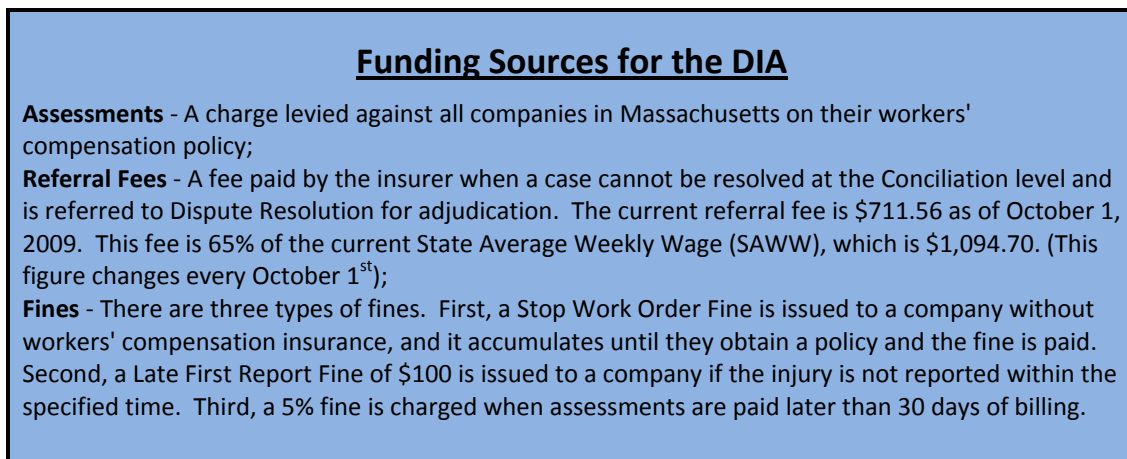 Funding Sources for the DIA
Assessments - A charge levied against all companies in Massachusetts on their workers'
compensation policy;
Referral Fees - A fee paid by the insurer when a case cannot be resolved at the Conciliation level and
is referred to Dispute Resolution for adjudication.  The current referral fee is $711.56 as of October 1,
2009.  This fee is 65% of the current State Average Weekly Wage (SAWW), which is $1,094.70. (This
figure changes every October 1st);
Fines - There are three types of fines.  First, a Stop Work Order Fine is issued to a company without
workers' compensation insurance, and it accumulates until they obtain a policy and the fine is paid.
Second, a Late First Report Fine of $100 is issued to a company if the injury is not reported within the
specified time.  Third, a 5% fine is charged when assessments are paid later than 30 days of billing.